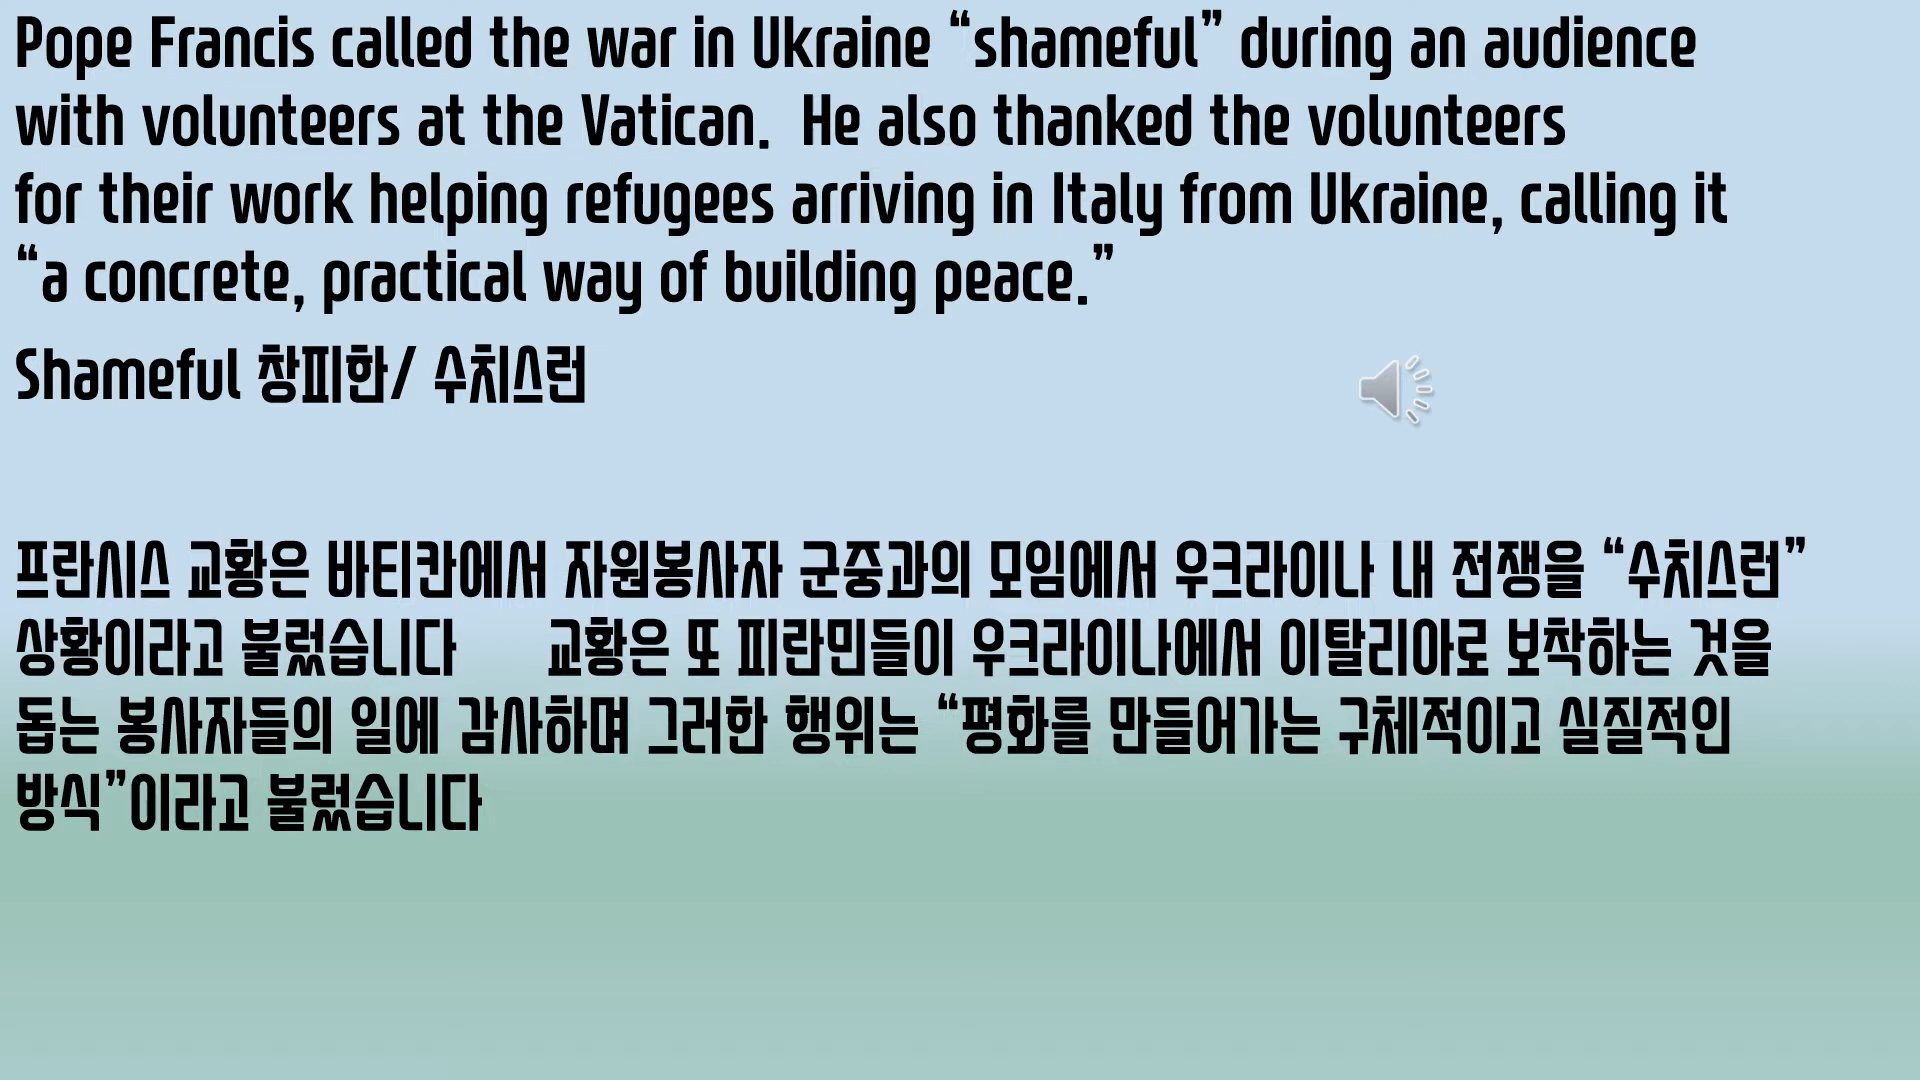 Pope Francis called the war in Ukraine “shameful” during an audience
with volunteers at the Vatican.  He also thanked the volunteers
for their work helping refugees arriving in Italy from Ukraine, calling it
“a concrete, practical way of building peace.”
Shameful 창피한/ 수치스런
프란시스 교황은 바티칸에서 자원봉사자 군중과의 모임에서 우크라이나 내 전쟁을 “수치스런”
상황이라고 불렀습니다 교황은 또 피란민들이 우크라이나에서 이탈리아로 보착하는 것을
돕는 봉사자들의 일에 감사하며 그러한 행위는 “평화를 만들어가는 구체적이고 실질적인
방식”이라고 불렀습니다